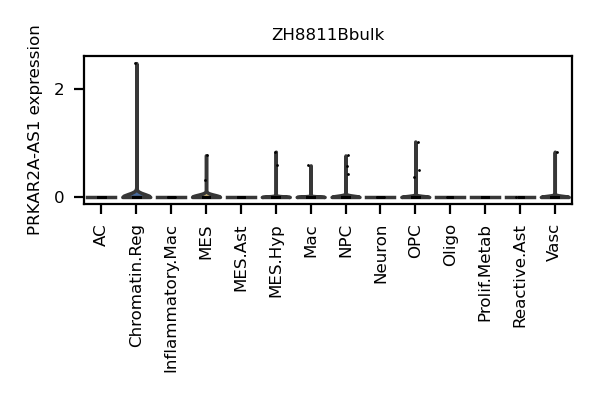 ZH8811Bbulk
PRKAR2A-AS1 expression
2
0
AC
Chromatin.Reg
Inflammatory.Mac
MES
MES.Ast
MES.Hyp
Mac
NPC
Neuron
OPC
Oligo
Prolif.Metab
Reactive.Ast
Vasc